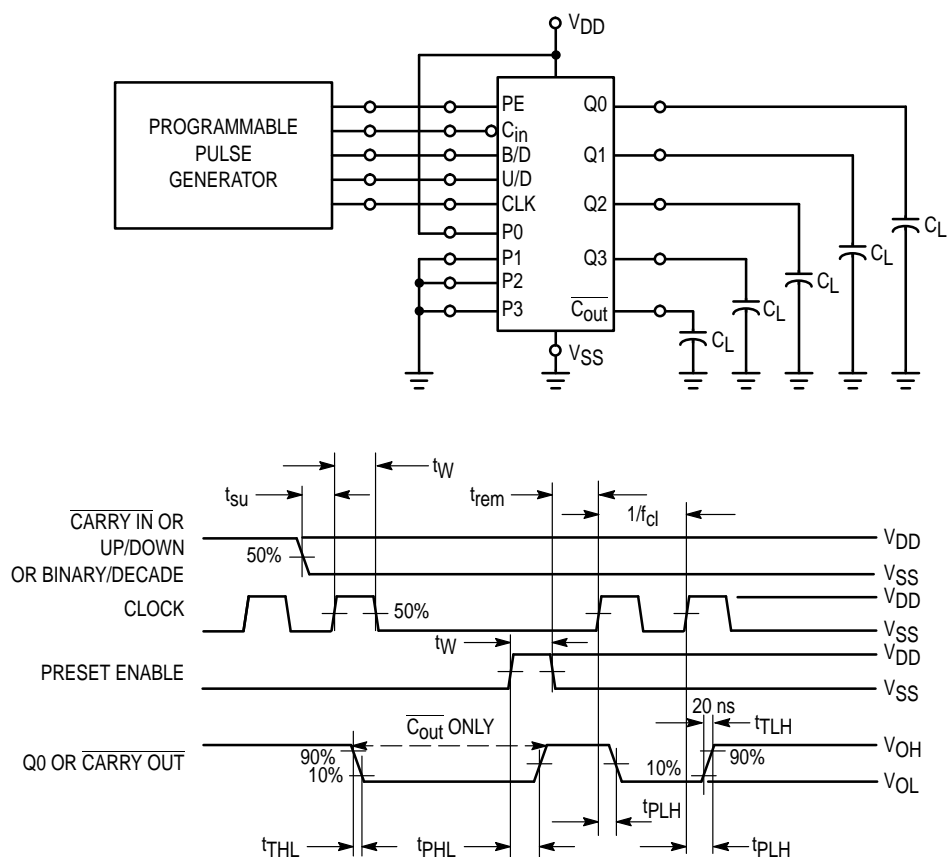 VDD
PROGRAMMABLE
PULSE
GENERATOR
PE
Cin
B/D
U/D
CLK
P0
P1
P2
P3
Q0
Q1
Q2
Q3
Cout
CL
CL
CL
CL
CL
VSS
tW
tsu
trem
1/fcl
CARRY IN OR
UP/DOWN
OR BINARY/DECADE
50%
VDD
VSS
CLOCK
50%
VDD
VSS
tW
PRESET ENABLE
VDD
VSS
20 ns
tTLH
Cout ONLY
Q0 OR CARRY OUT
90%
10%
10%
90%
VOH
VOL
tPLH
tTHL
tPHL
tPLH